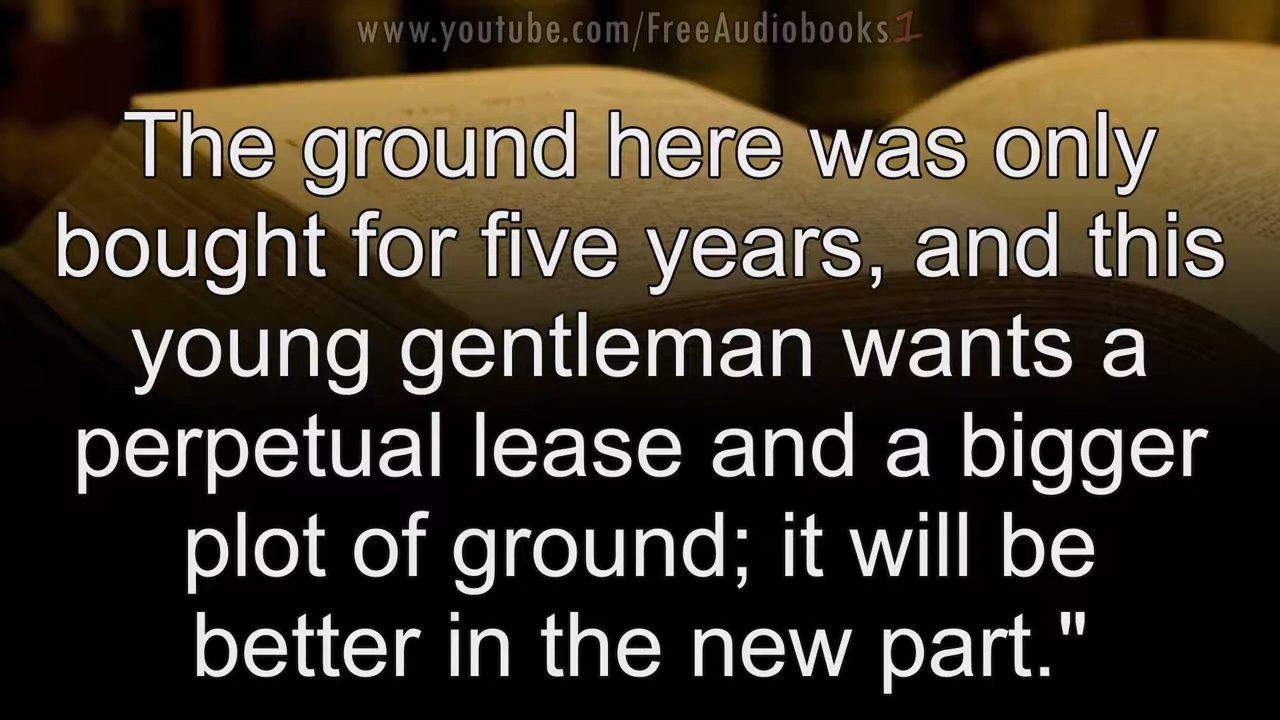 www.youtube.com/FreeAudiobooks1
The ground here was only
bought for five years, and this
young gentleman wants a
perpetual lease and a bigger
plot of ground; it will be
better in the new part."